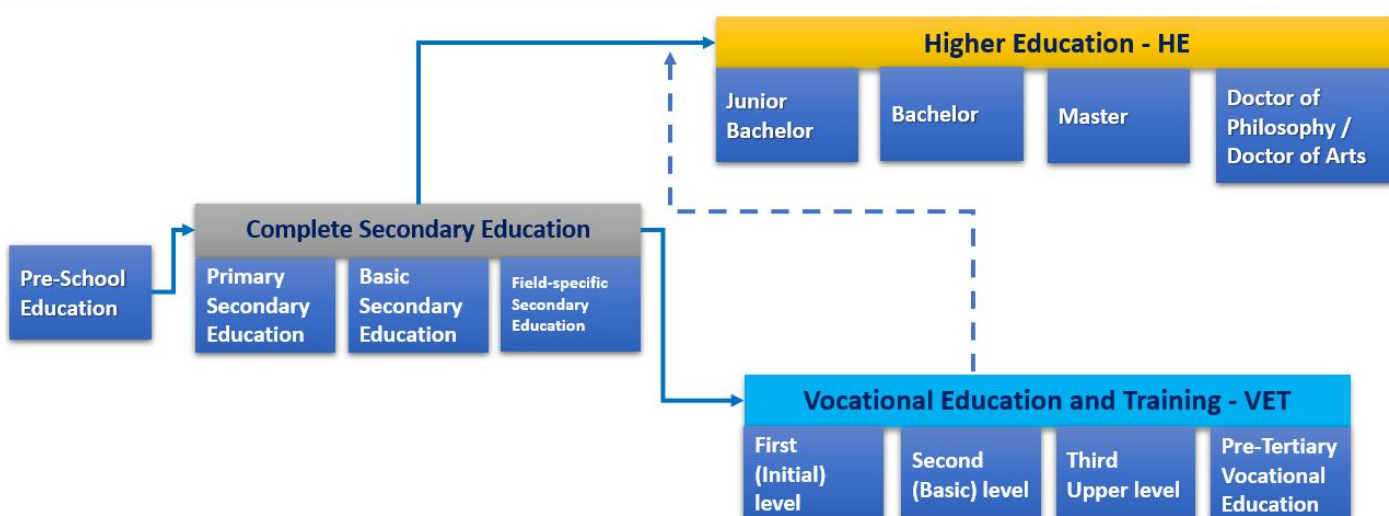 Higher Education - HE
Junior
Bachelor
Bachelor
Master
Doctor of
Philosophy /
Doctor of Arts
Complete Secondary Education
Pre-School
Education
Primary
Secondary
Education
Basic
Secondary
Education
Field-specific
Secondary
Education
Vocational Education and Training - VET
First
(Initial)
level
Second
(Basic) level
Third
Upper level
Pre-Tertiary
Vocational
Education